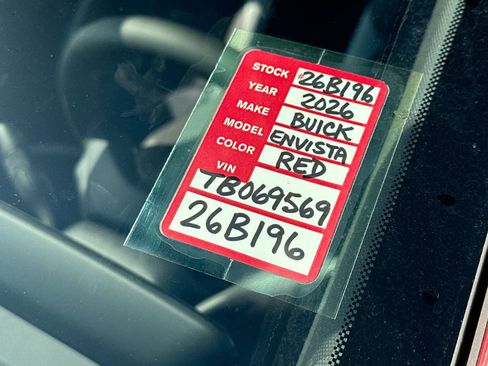 STOCK 26B196
YEAR 2026
MAKE BUICK
MODEL ENVISTA
COLOR RED
VIN
TB069569
26B196